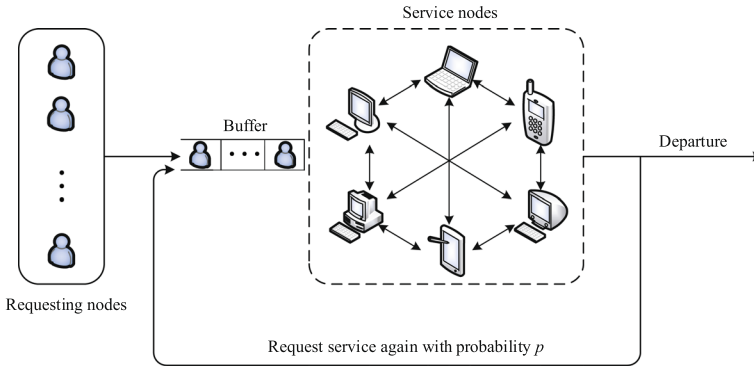 Service nodes
Buffer
Departure
Requesting nodes
Request service again with probability p